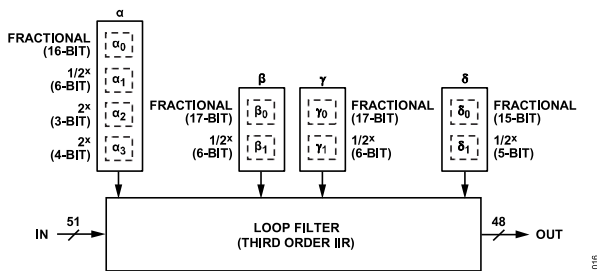 α
FRACTIONAL
(16-BIT)
α0
1/2x
(6-BIT)
α1
2x
(3-BIT)
α2
2x
(4-BIT)
α3
β
FRACTIONAL
(17-BIT)
β0
1/2x
(6-BIT)
β1
γ
γ0
FRACTIONAL
(17-BIT)
γ1
1/2x
(6-BIT)
δ
δ0
FRACTIONAL
(15-BIT)
δ1
1/2x
(5-BIT)
IN
51
LOOP FILTER
(THIRD ORDER IIR)
48
OUT
016